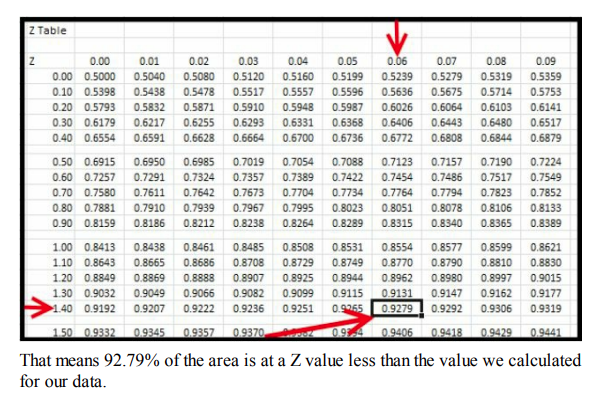 Z Table
Z 0.00 0.01 0.02 0.03 0.04 0.05 0.06 0.07 0.08 0.09
0.00 0.5000 0.5040 0.5080 0.5120 0.5160 0.5199 0.5239 0.5279 0.5319 0.5359
0.10 0.5398 0.5438 0.5478 0.5517 0.5557 0.5596 0.5636 0.5675 0.5714 0.5753
0.20 0.5793 0.5832 0.5871 0.5910 0.5948 0.5987 0.6026 0.6064 0.6103 0.6141
0.30 0.6179 0.6217 0.6255 0.6293 0.6331 0.6368 0.6406 0.6443 0.6480 0.6517
0.40 0.6554 0.6591 0.6628 0.6664 0.6700 0.6736 0.6772 0.6808 0.6844 0.6879
0.50 0.6915 0.6950 0.6985 0.7019 0.7054 0.7088 0.7123 0.7157 0.7190 0.7224
0.60 0.7257 0.7291 0.7324 0.7357 0.7389 0.7422 0.7454 0.7486 0.7517 0.7549
0.70 0.7580 0.7611 0.7642 0.7673 0.7704 0.7734 0.7764 0.7794 0.7823 0.7852
0.80 0.7881 0.7910 0.7939 0.7967 0.7995 0.8023 0.8051 0.8078 0.8106 0.8133
0.90 0.8159 0.8186 0.8212 0.8238 0.8264 0.8289 0.8315 0.8340 0.8365 0.8389
1.00 0.8413 0.8438 0.8461 0.8485 0.8508 0.8531 0.8554 0.8577 0.8599 0.8621
1.10 0.8643 0.8665 0.8686 0.8708 0.8729 0.8749 0.8770 0.8790 0.8810 0.8830
1.20 0.8849 0.8869 0.8888 0.8907 0.8925 0.8944 0.8962 0.8980 0.8997 0.9015
1.30 0.9032 0.9049 0.9066 0.9082 0.9099 0.9115 0.9131 0.9147 0.9162 0.9177
1.40 0.9192 0.9207 0.9222 0.9236 0.9251 0.9265 0.9279 0.9292 0.9306 0.9319
1.50 0.9332 0.9345 0.9357 0.9370 0.9406 0.9418 0.9429 0.9441
That means 92.79% of the area is at a Z value less than the value we calculated
for our data.